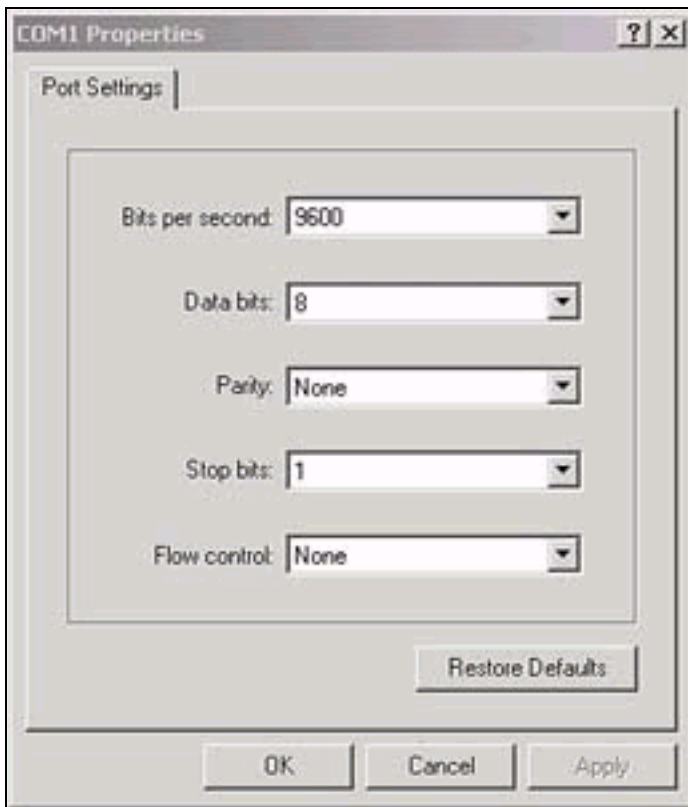 COM1 Properties
Port Settings
Bits per second: 9600
Data bits: 8
Parity: None
Stop bits: 1
Flow control: None
Restore Defaults
OK Cancel Apply